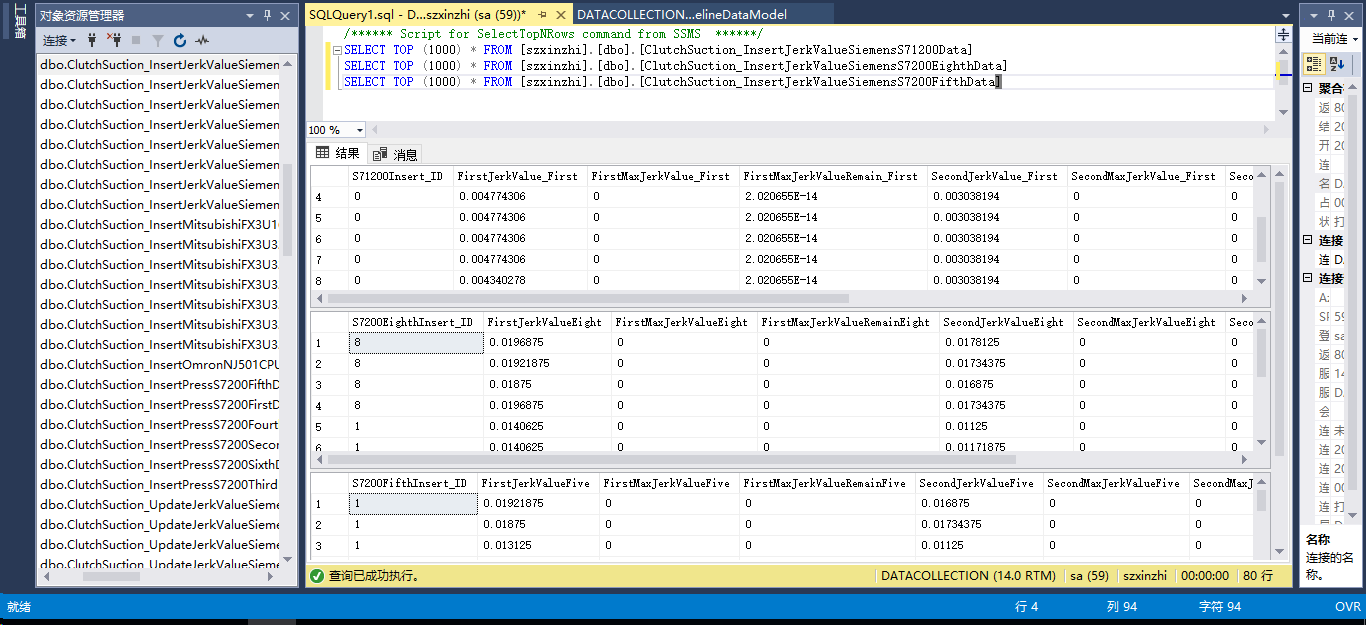 工具箱
对象资源管理器
连接
dbo.ClutchSuction_InsertJerkValueSiemen
dbo.ClutchSuction_InsertJerkValueSiemen
dbo.ClutchSuction_InsertJerkValueSiemen
dbo.ClutchSuction_InsertJerkValueSiemen
dbo.ClutchSuction_InsertJerkValueSiemen
dbo.ClutchSuction_InsertJerkValueSiemen
dbo.ClutchSuction_InsertJerkValueSiemen
dbo.ClutchSuction_InsertJerkValueSiemen
dbo.ClutchSuction_InsertMitsubishiFX3U1
dbo.ClutchSuction_InsertMitsubishiFX3U3
dbo.ClutchSuction_InsertMitsubishiFX3U3
dbo.ClutchSuction_InsertMitsubishiFX3U3
dbo.ClutchSuction_InsertMitsubishiFX3U3
dbo.ClutchSuction_InsertMitsubishiFX3U3
dbo.ClutchSuction_InsertMitsubishiFX3U3
dbo.ClutchSuction_InsertOmronNJ501CPU
dbo.ClutchSuction_InsertPressS7200FifthD
dbo.ClutchSuction_InsertPressS7200FirstD
dbo.ClutchSuction_InsertPressS7200Fourt
dbo.ClutchSuction_InsertPressS7200Secor
dbo.ClutchSuction_InsertPressS7200SixthD
dbo.ClutchSuction_InsertPressS7200Third
dbo.ClutchSuction_UpdateJerkValueSieme
dbo.ClutchSuction_UpdateJerkValueSieme
dbo.ClutchSuction_UpdateJerkValueSieme
dbo.ClutchSuction_UpdateJerkValueSieme
SQLQuery1.sql - D...szxinzhi (sa (59))* DATACOLLECTION...elineDataModel
/****** Script for SelectTopNRows command from SSMS ******/
SELECT TOP (1000) * FROM [szxinzhi].[dbo].[ClutchSuction_InsertJerkValueSiemensS71200Data]
SELECT TOP (1000) * FROM [szxinzhi].[dbo].[ClutchSuction_InsertJerkValueSiemensS7200EighthData]
SELECT TOP (1000) * FROM [szxinzhi].[dbo].[ClutchSuction_InsertJerkValueSiemensS7200FifthData]
100 %
结果 消息
S71200Insert_ID FirstJerkValue_First FirstMaxJerkValue_First FirstMaxJerkValueRemain_First SecondJerkValue_First SecondMaxJerkValue_First Seco
4 0 0.004774306 0 2.020655E-14 0.003038194 0 0
5 0 0.004774306 0 2.020655E-14 0.003038194 0 0
6 0 0.004774306 0 2.020655E-14 0.003038194 0 0
7 0 0.004774306 0 2.020655E-14 0.003038194 0 0
8 0 0.004340278 0 2.020655E-14 0.003038194 0 0
S7200EighthInsert_ID FirstJerkValueEight FirstMaxJerkValueEight FirstMaxJerkValueRemainEight SecondJerkValueEight SecondMaxJerkValueEight Seco
1 8 0.0196875 0 0 0.0178125 0 0
2 8 0.01921875 0 0 0.01734375 0 0
3 8 0.01875 0 0 0.016875 0 0
4 8 0.0196875 0 0 0.01734375 0 0
5 1 0.0140625 0 0 0.01125 0 0
6 1 0.0140625 0 0 0.01171875 0 0
S7200FifthInsert_ID FirstJerkValueFive FirstMaxJerkValueFive FirstMaxJerkValueRemainFive SecondJerkValueFive SecondMaxJerkValueFive SecondMaxJ
1 1 0.01921875 0 0 0.016875 0 0
2 1 0.01875 0 0 0.01734375 0 0
3 1 0.013125 0 0 0.01125 0 0
查询已成功执行。 DATACOLLECTION (14.0 RTM) sa (59) szxinzhi 00:00:00 80 行
当前连
聚合
返 80
结 20
开 20
连
名 D.
占 00
状 打
连接
连 D.
连接
A:
SF 59
登 sa
返 80
服 14
服 D.
会
连 未
连 20
连 20
连 00
连 打
名称
连接的名
称。
就绪 行 4 列 94 字符 94 OVR